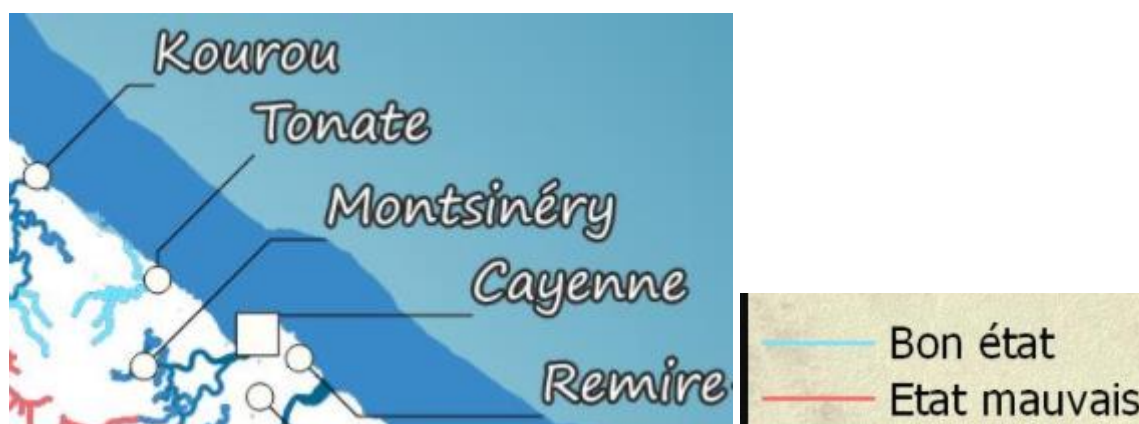 Kourou
Tonate
Montsinéry
Cayenne
Remire-
Bon état
Etat mauvais